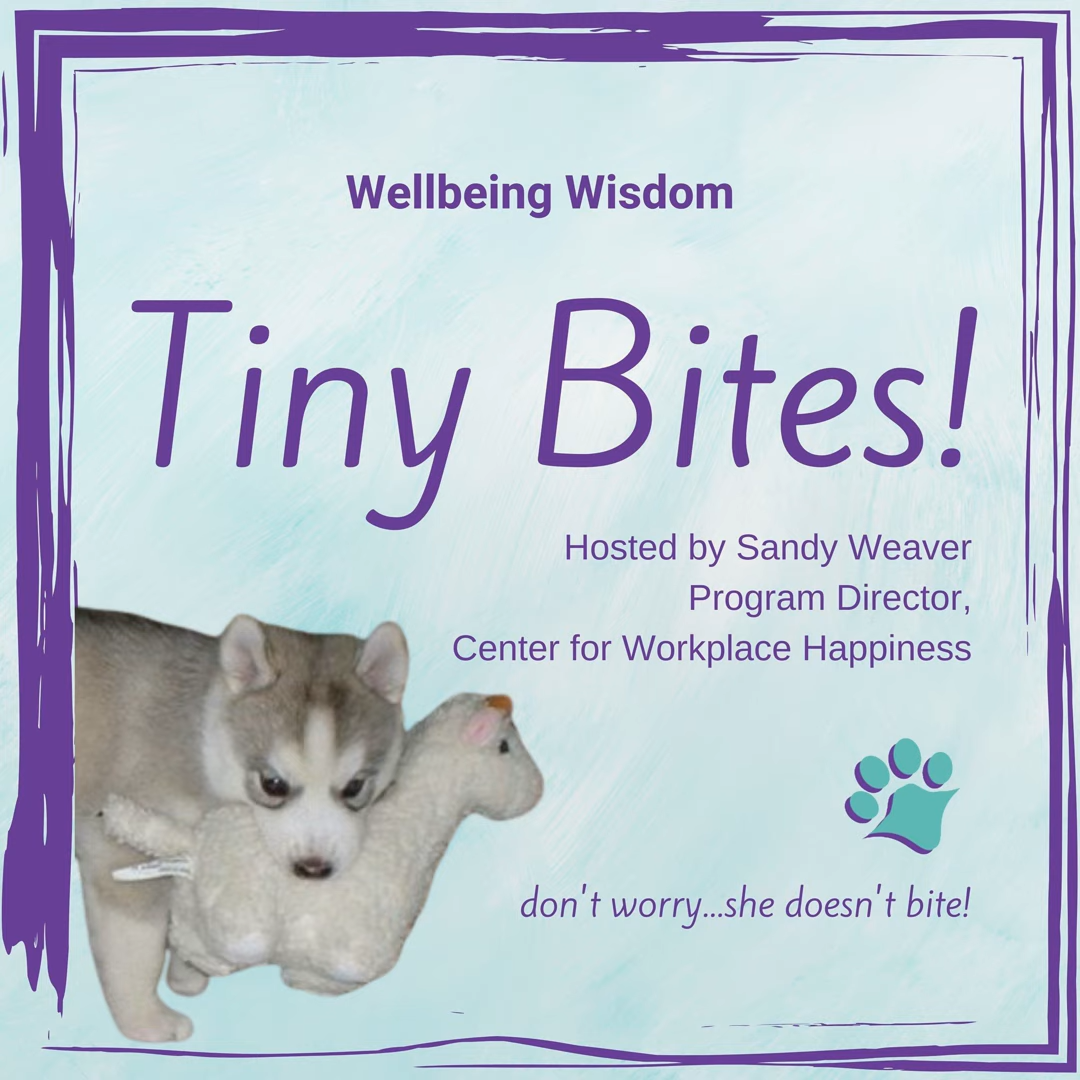 Wellbeing Wisdom
Tiny Bites!
Hosted by Sandy Weaver
Program Director,
Center for Workplace Happiness
don't worry...she doesn't bite!